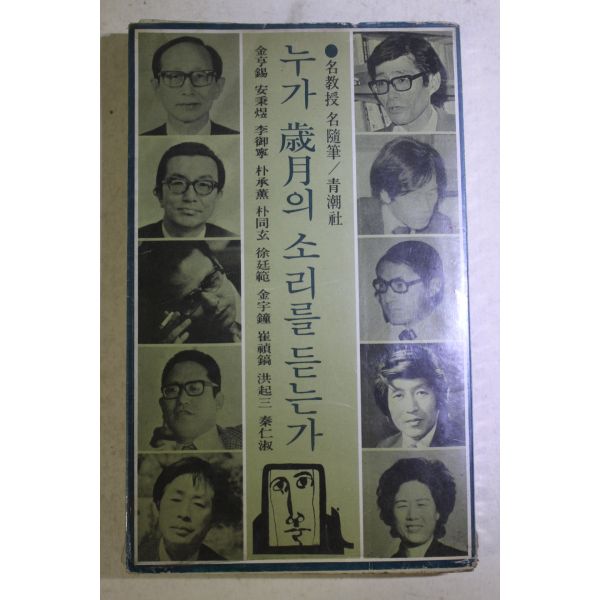 ●名敎授 名隨筆／青潮社
누가 歲月의 소리를 듣는가
金亨錫 安秉煜 李御寧 朴承薰 朴同玄 徐廷範 金宇鐘 崔禎鎬 洪起三 秦仁淑